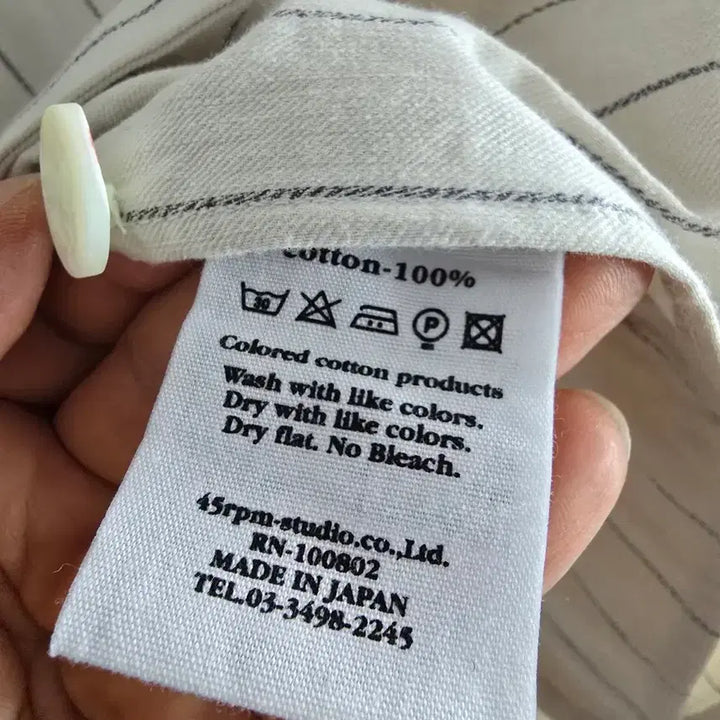 cotton-100%
30 P
Colored cotton products
Wash with like colors.
Dry with like colors.
Dry flat. No Bleach.
45rpm-studio.co.,Ltd.
RN-100802
MADE IN JAPAN
TEL.03-3498-2245